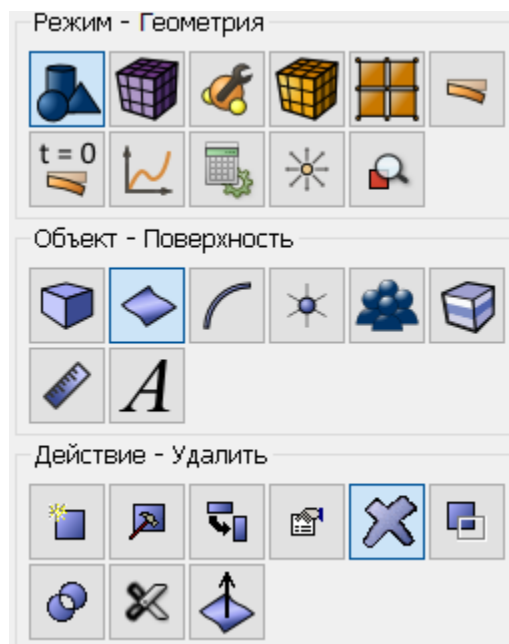 Режим - Геометрия
t = 0
Объект - Поверхность
A
Действие - Удалить